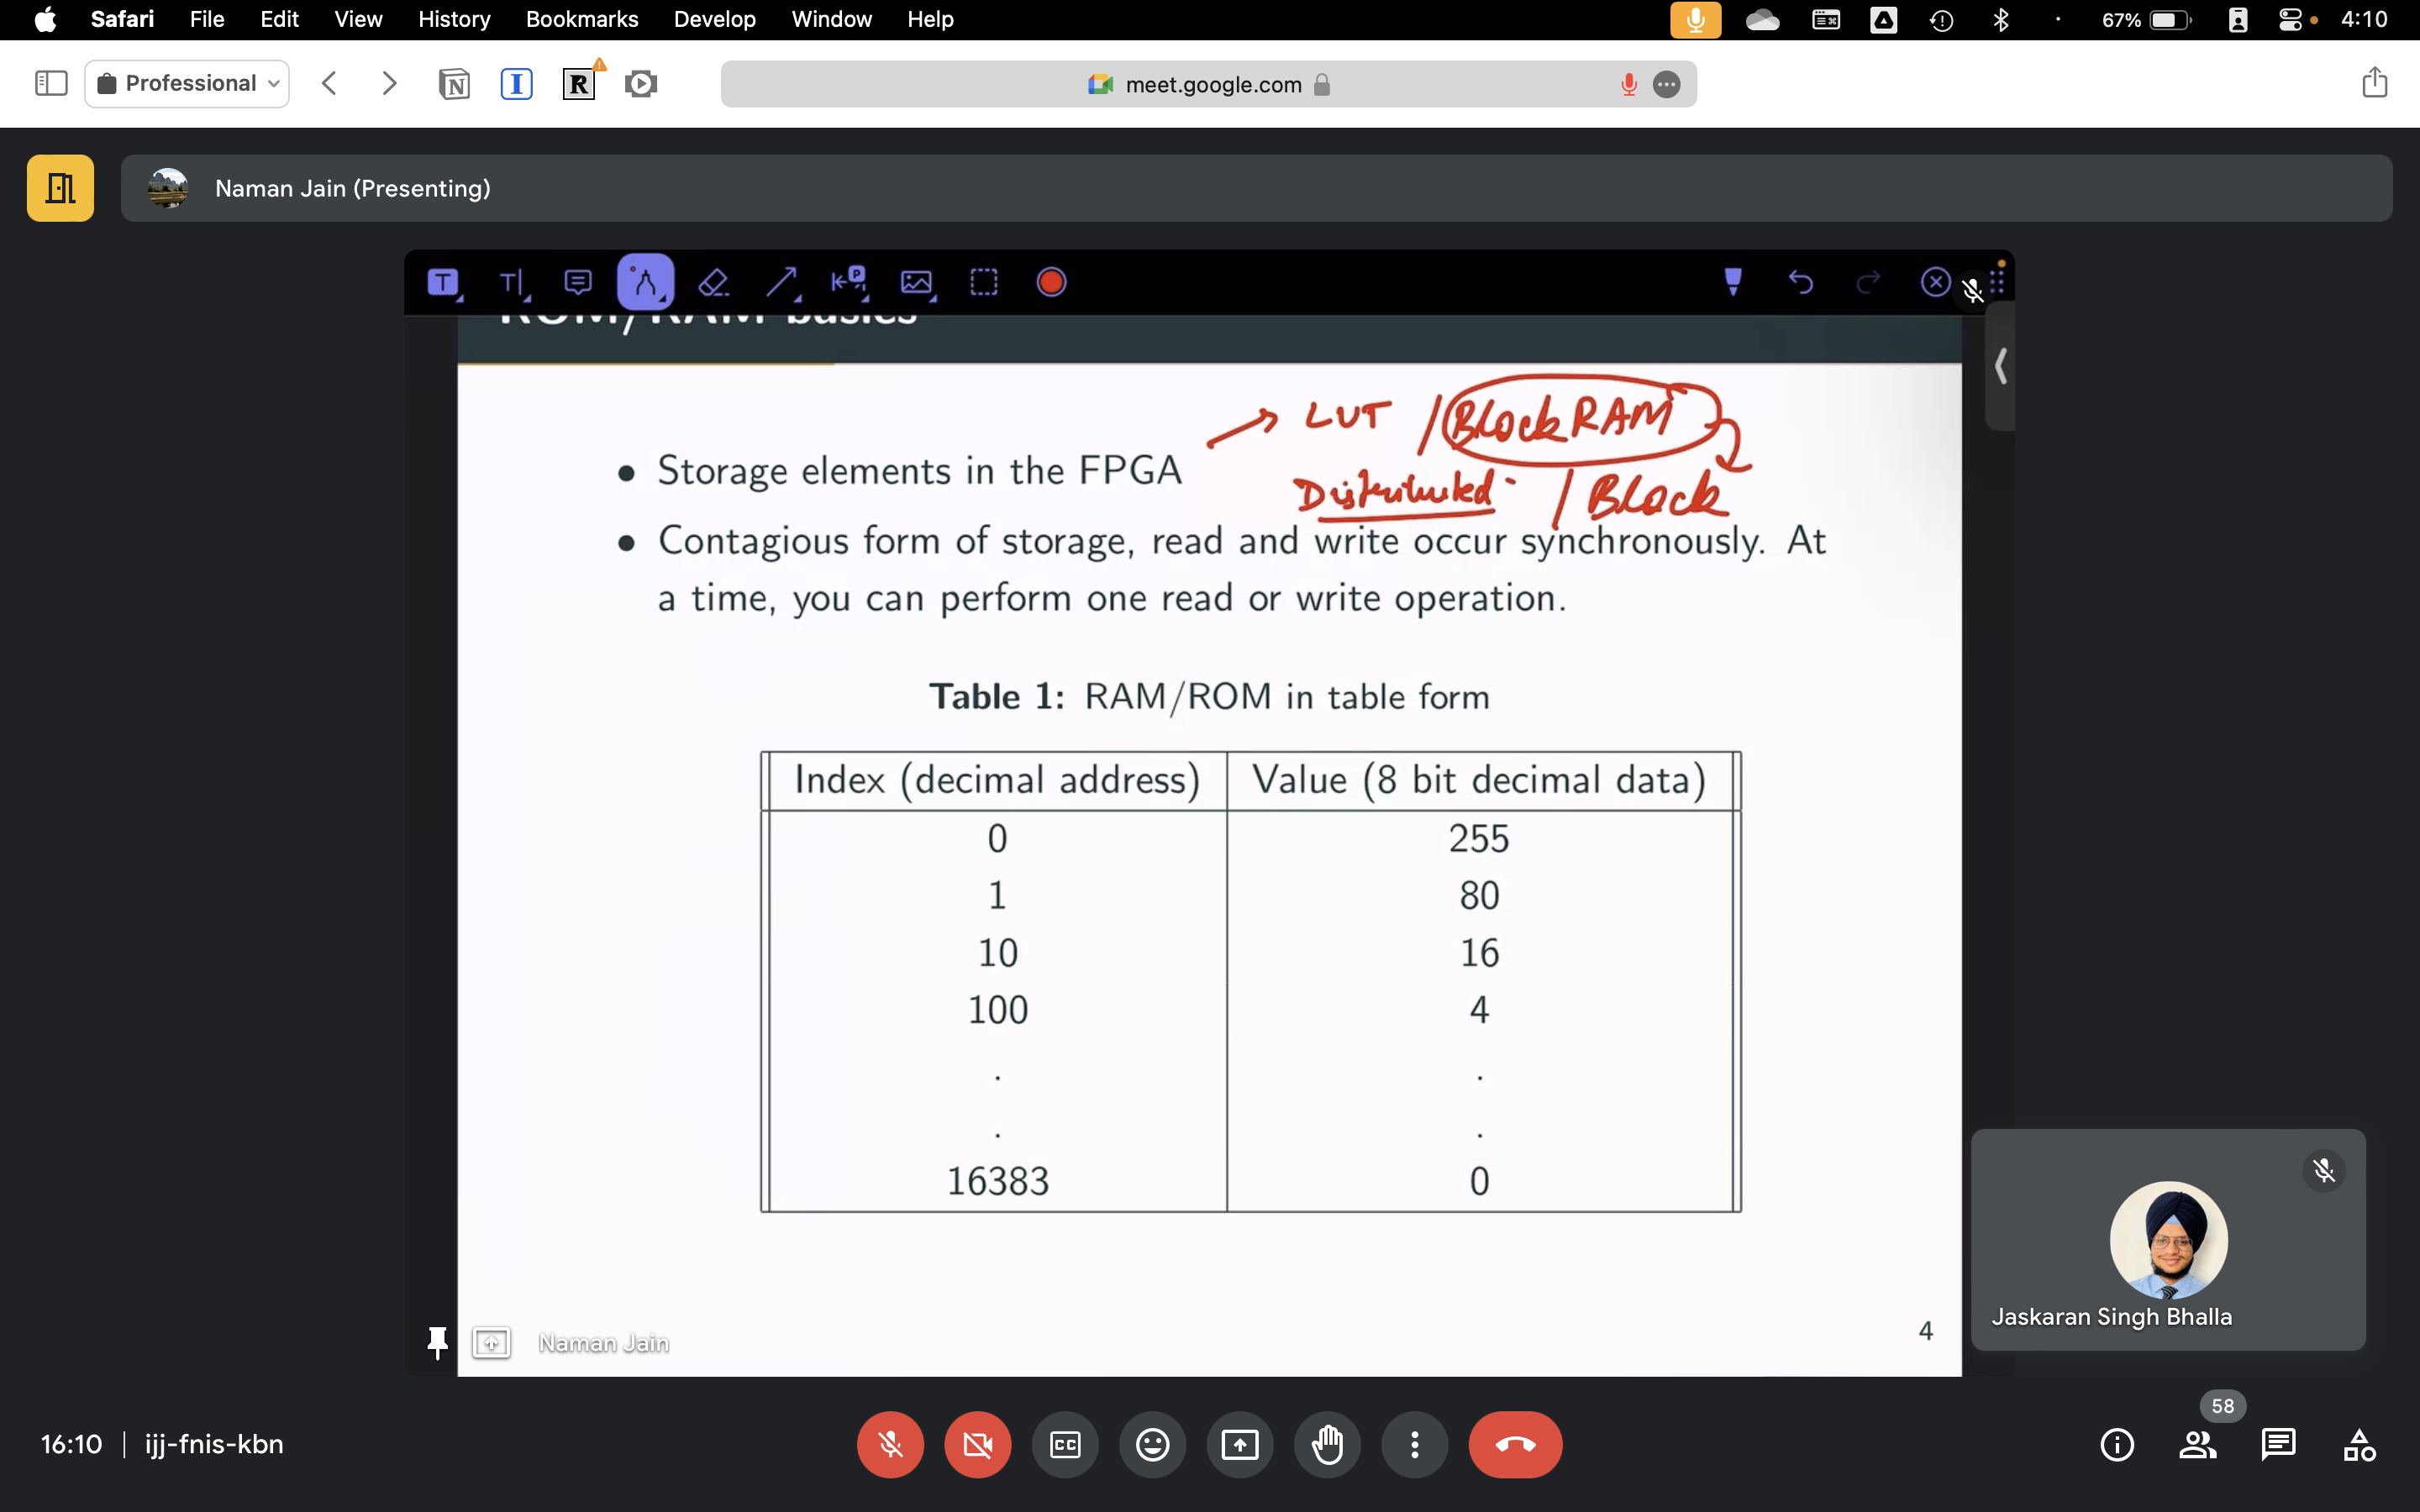 Safari File Edit View History Bookmarks Develop Window Help 67% 4:10
Professional meet.google.com
Naman Jain (Presenting)
ROM/RAM basics
→ LUT / Block RAM
• Storage elements in the FPGA
Distributed / Block
• Contagious form of storage, read and write occur synchronously. At
a time, you can perform one read or write operation.
Table 1: RAM/ROM in table form
Index (decimal address) Value (8 bit decimal data)
0 255
1 80
10 16
100 4
. .
. .
16383 0
Jaskaran Singh Bhalla
Naman Jain 4
58
16:10 | ijj-fnis-kbn